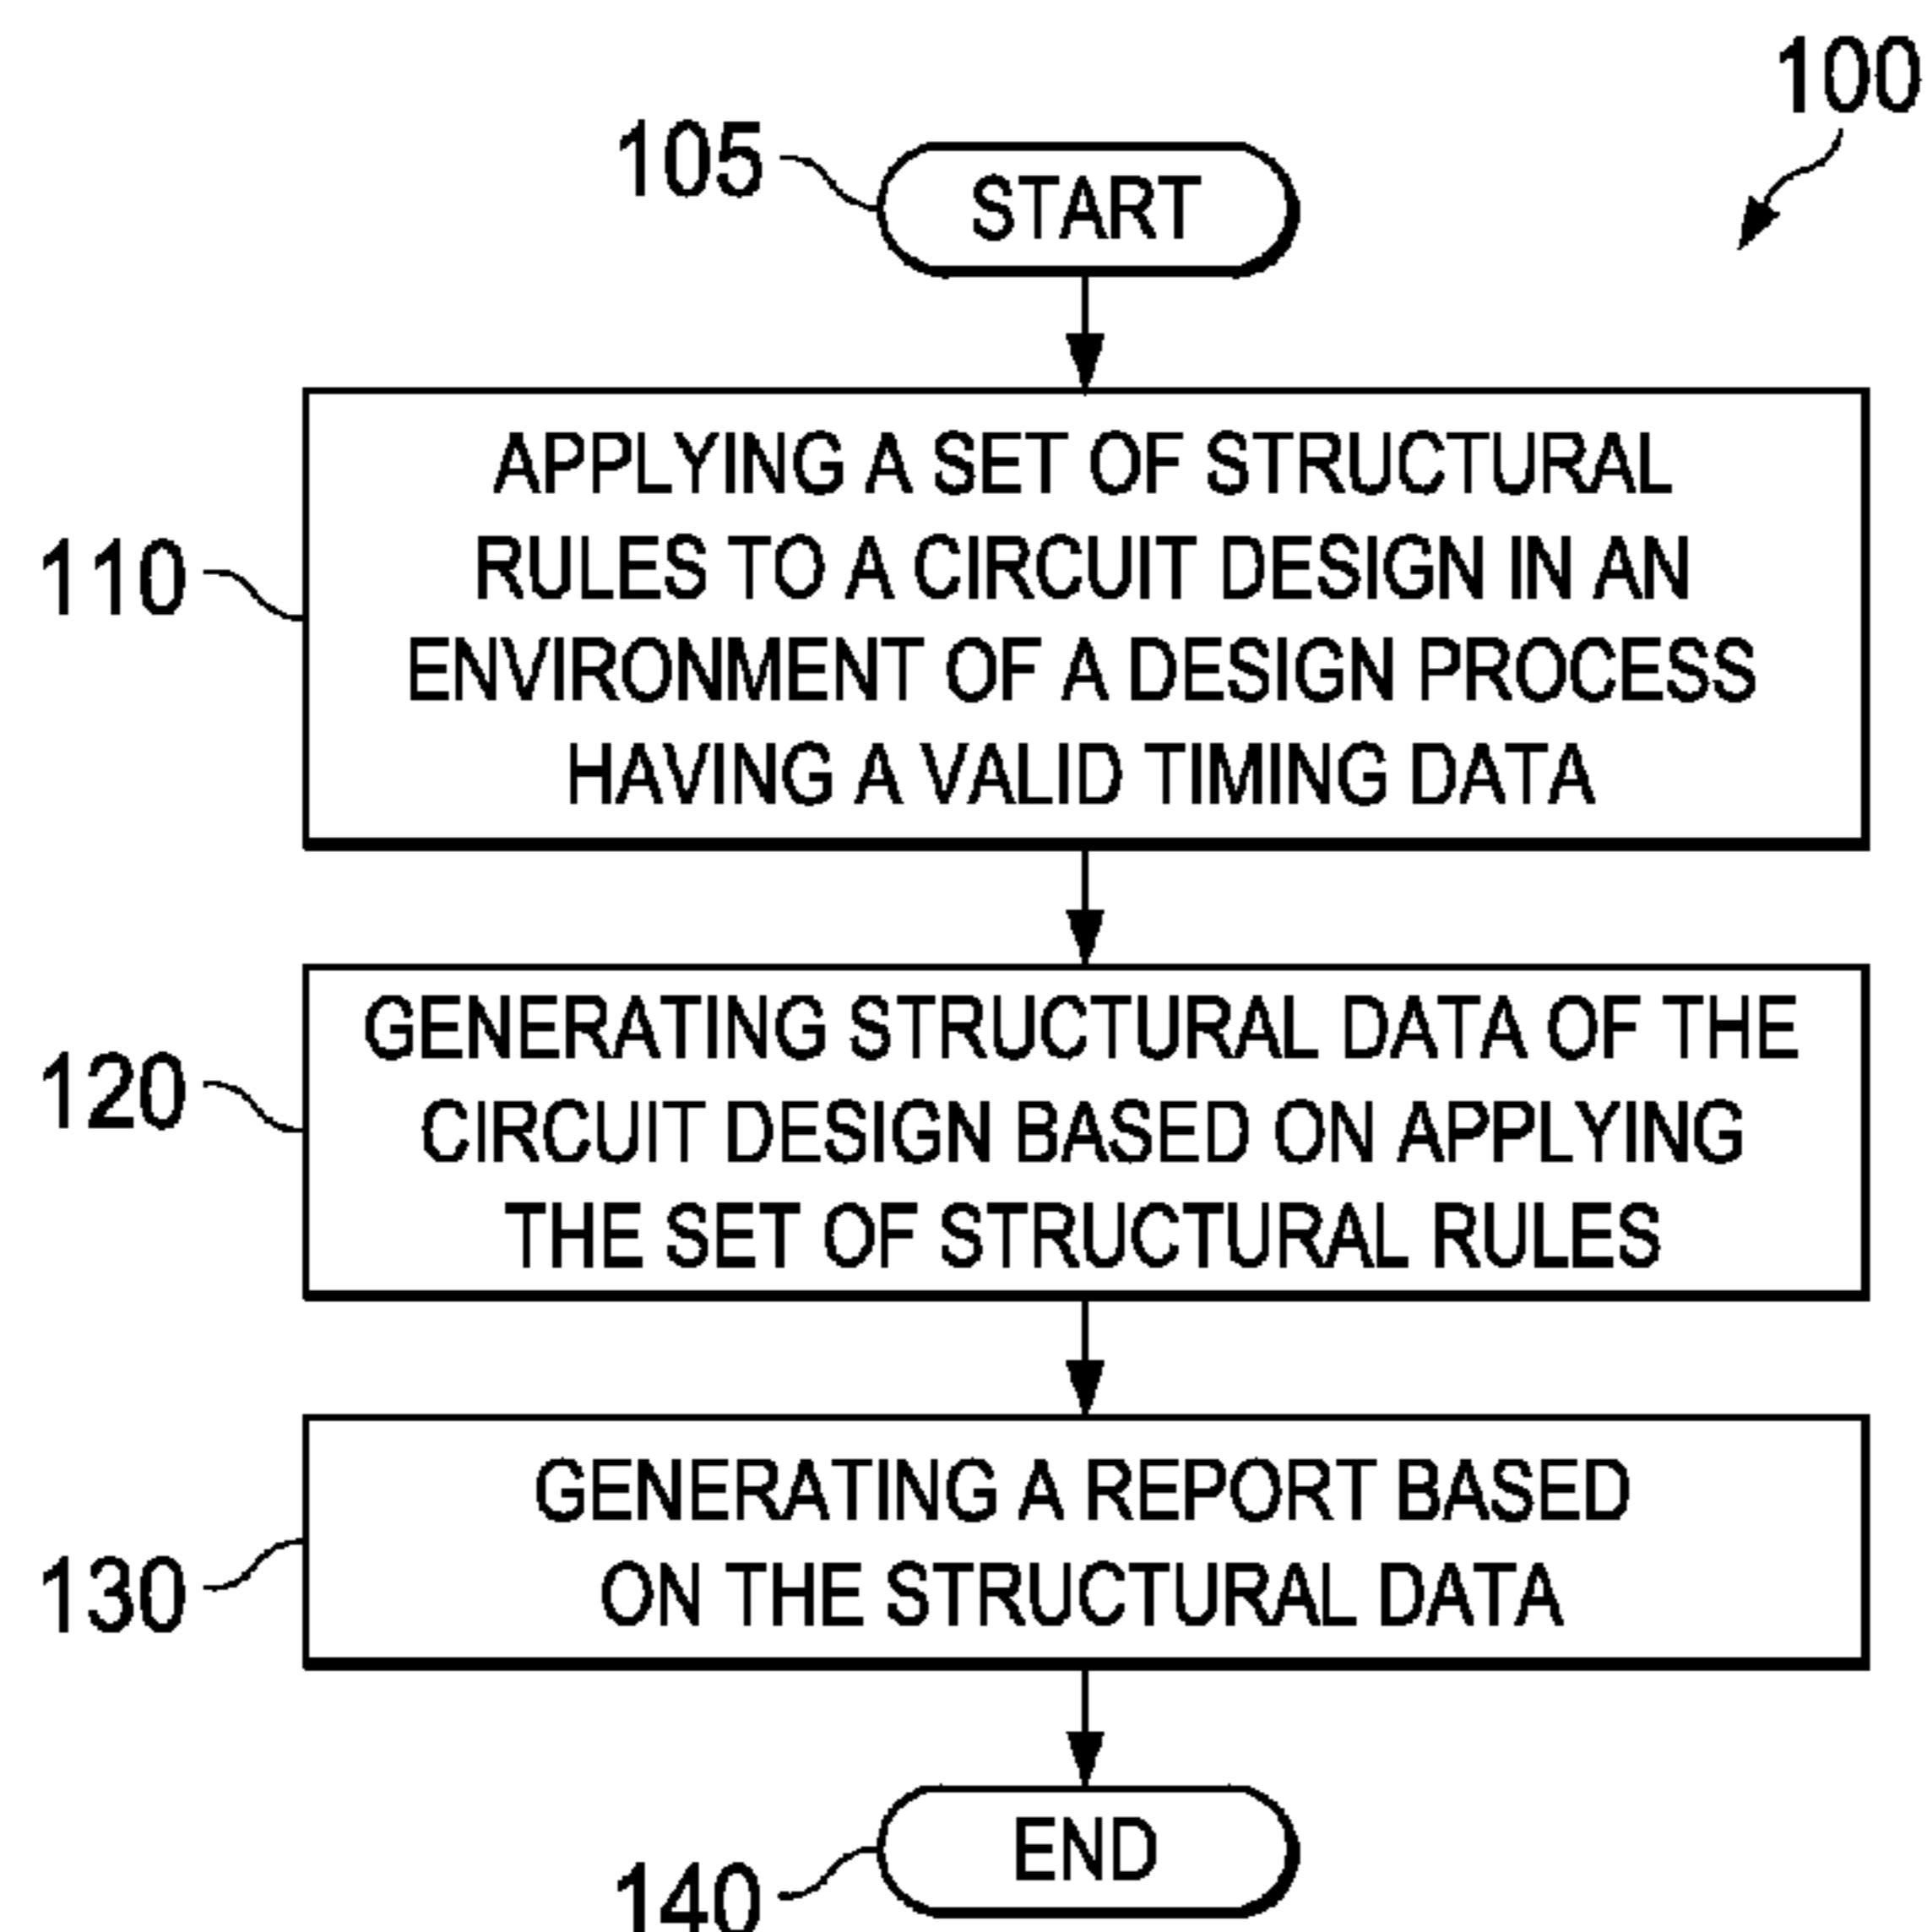 100
105
START
110
APPLYING A SET OF STRUCTURAL
RULES TO A CIRCUIT DESIGN IN AN
ENVIRONMENT OF A DESIGN PROCESS
HAVING A VALID TIMING DATA
120
GENERATING STRUCTURAL DATA OF THE
CIRCUIT DESIGN BASED ON APPLYING
THE SET OF STRUCTURAL RULES
130
GENERATING A REPORT BASED
ON THE STRUCTURAL DATA
140
END